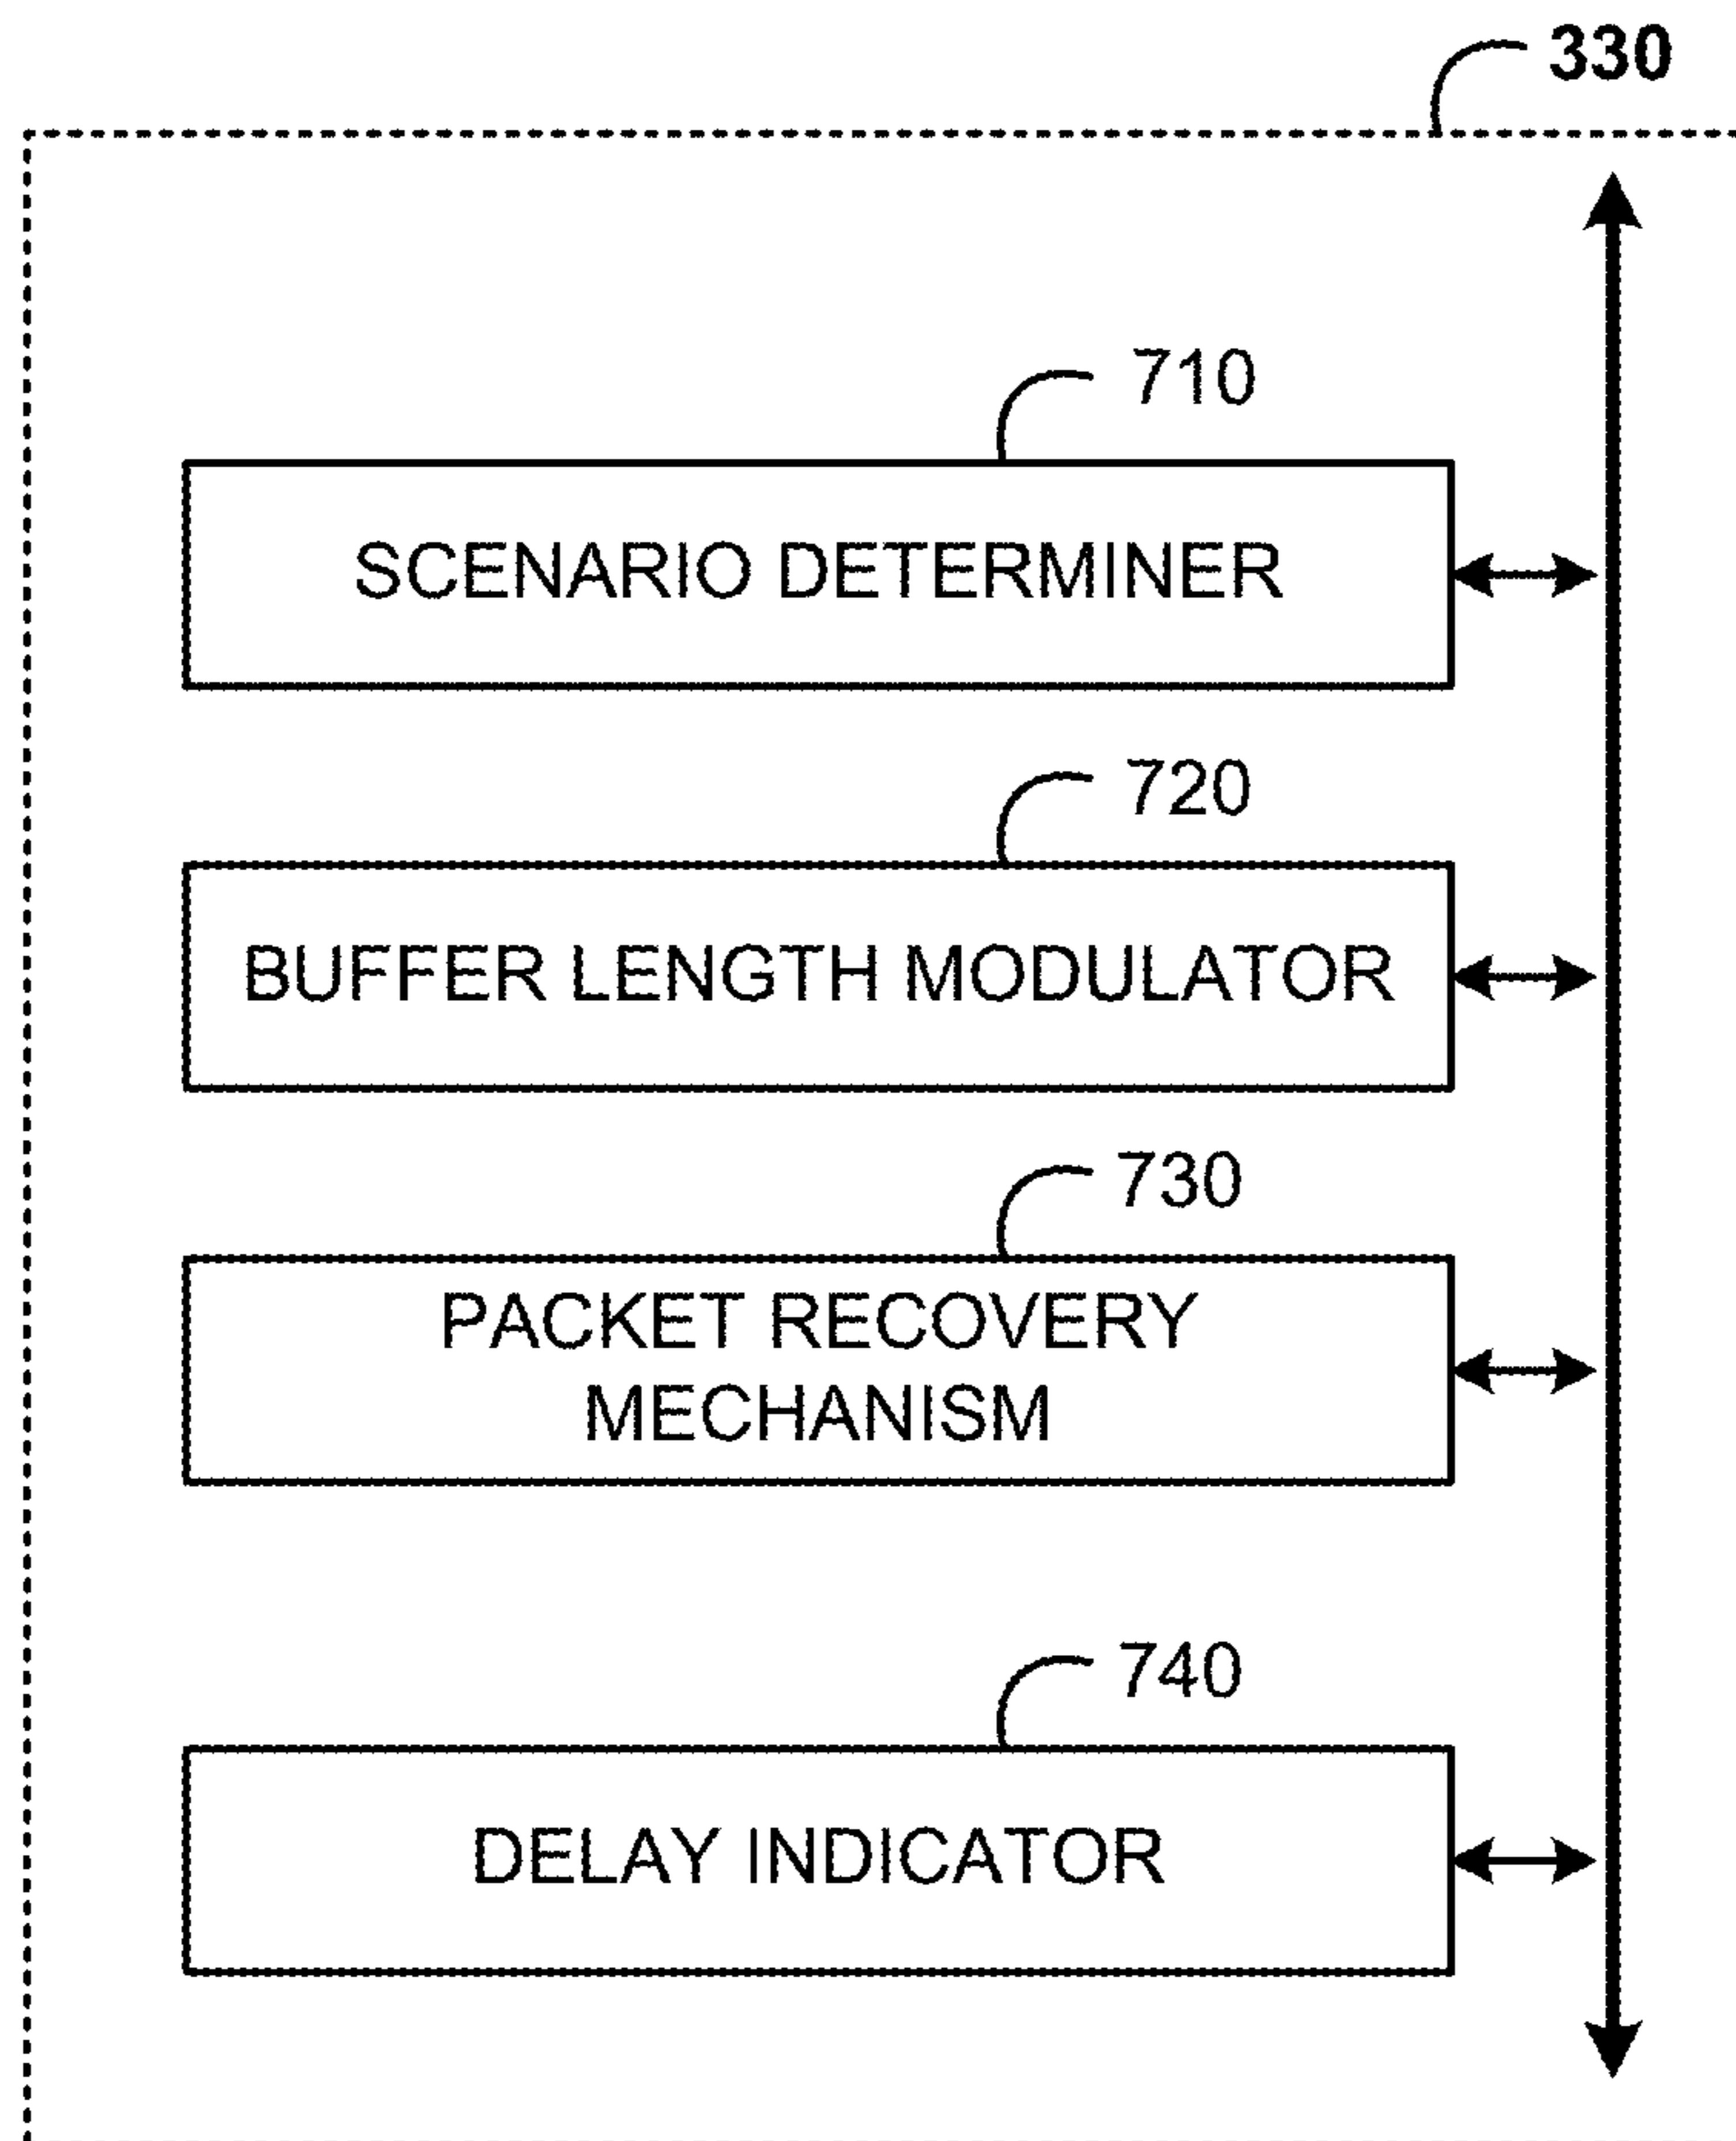 330
710
SCENARIO DETERMINER
720
BUFFER LENGTH MODULATOR
730
PACKET RECOVERY
MECHANISM
740
DELAY INDICATOR